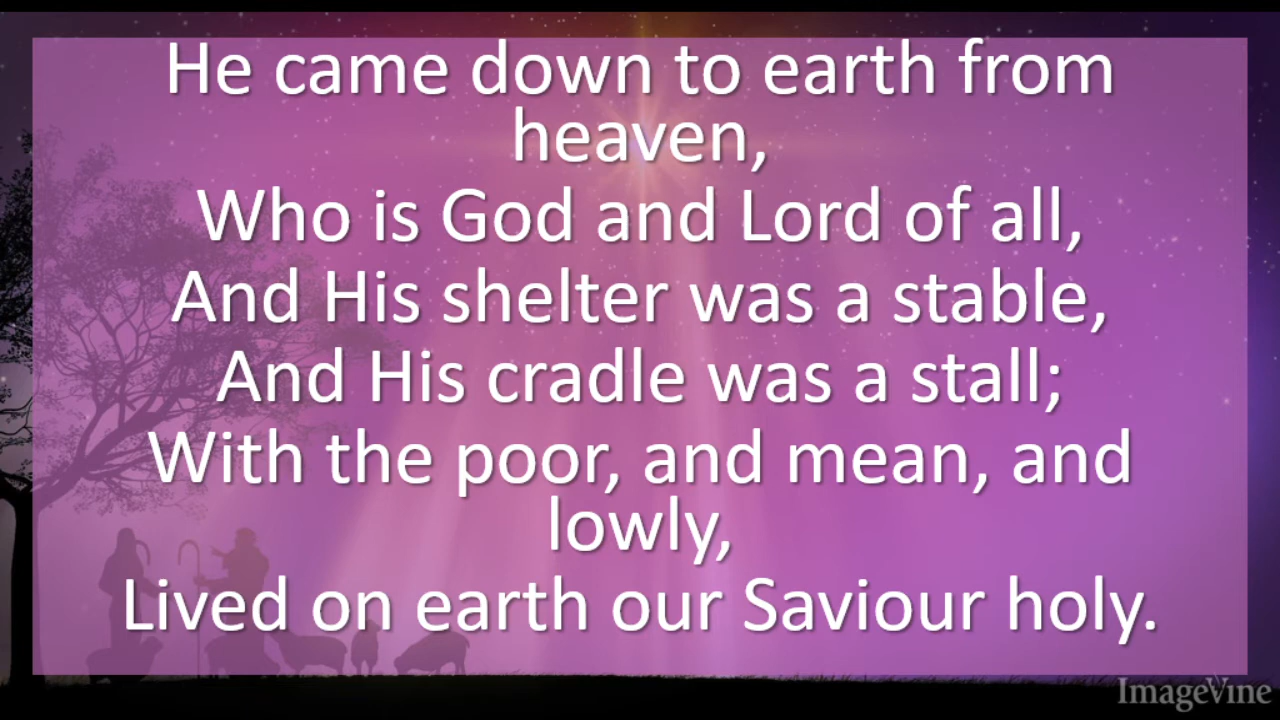 He came down to earth from
heaven,
Who is God and Lord of all,
And His shelter was a stable,
And His cradle was a stall;
With the poor, and mean, and
lowly,
Lived on earth our Saviour holy.
ImageVine